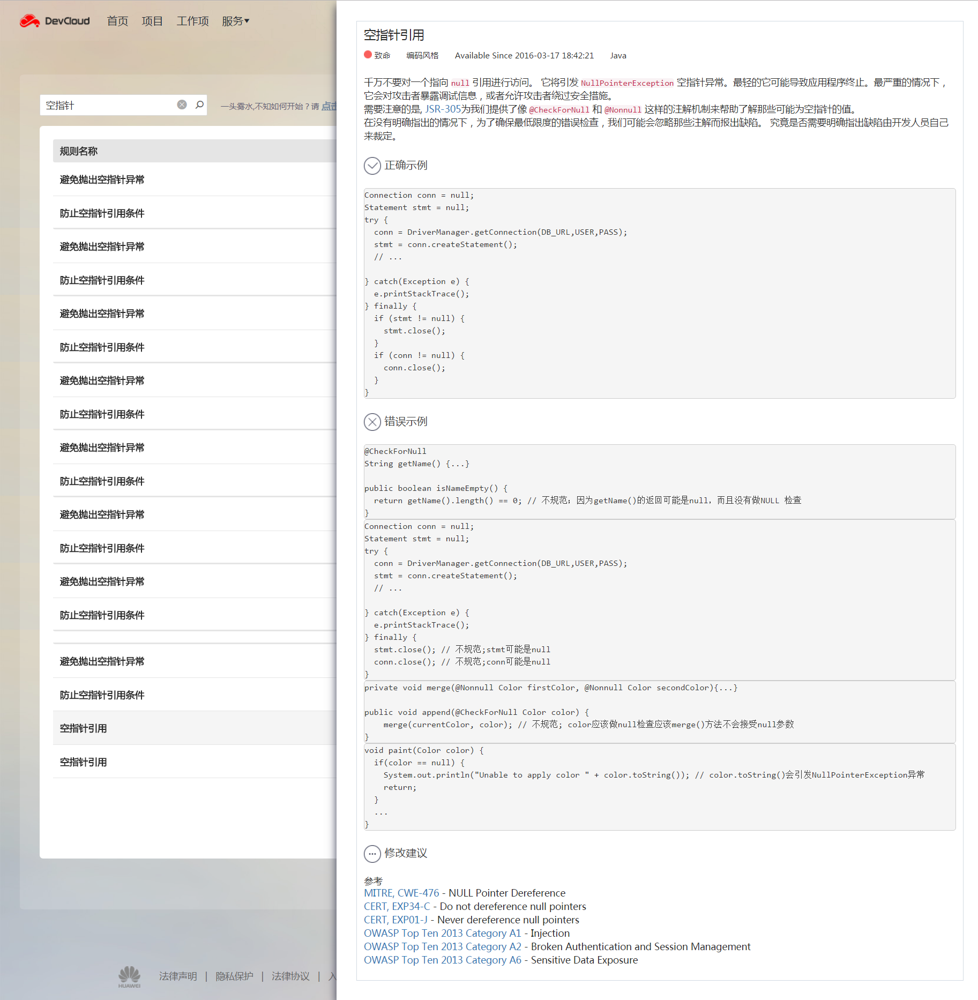 DevCloud 首页 项目 工作项 服务▾
空指针
一头雾水,不知如何开始？请 点击
规则名称
避免抛出空指针异常
防止空指针引用条件
避免抛出空指针异常
防止空指针引用条件
避免抛出空指针异常
防止空指针引用条件
避免抛出空指针异常
防止空指针引用条件
避免抛出空指针异常
防止空指针引用条件
避免抛出空指针异常
防止空指针引用条件
避免抛出空指针异常
防止空指针引用条件
避免抛出空指针异常
防止空指针引用条件
空指针引用
空指针引用
HUAWEI 法律声明 | 隐私保护 | 法律协议 | 入
空指针引用
致命 编码风格 Available Since 2016-03-17 18:42:21 Java
千万不要对一个指向 null 引用进行访问。 它将引发 NullPointerException 空指针异常。最轻的它可能导致应用程序终止。最严重的情况下，
它会对攻击者暴露调试信息，或者允许攻击者绕过安全措施。
需要注意的是, JSR-305为我们提供了像 @CheckForNull 和 @Nonnull 这样的注解机制来帮助了解那些可能为空指针的值。
在没有明确指出的情况下，为了确保最低限度的错误检查，我们可能会忽略那些注解而报出缺陷。 究竟是否需要明确指出缺陷由开发人员自己
来裁定。
正确示例
Connection conn = null;
Statement stmt = null;
try {
  conn = DriverManager.getConnection(DB_URL,USER,PASS);
  stmt = conn.createStatement();
  // ...
} catch(Exception e) {
  e.printStackTrace();
} finally {
  if (stmt != null) {
    stmt.close();
  }
  if (conn != null) {
    conn.close();
  }
}
错误示例
@CheckForNull
String getName() {...}
public boolean isNameEmpty() {
  return getName().length() == 0; // 不规范；因为getName()的返回可能是null，而且没有做NULL 检查
}
Connection conn = null;
Statement stmt = null;
try {
  conn = DriverManager.getConnection(DB_URL,USER,PASS);
  stmt = conn.createStatement();
  // ...
} catch(Exception e) {
  e.printStackTrace();
} finally {
  stmt.close(); // 不规范;stmt可能是null
  conn.close(); // 不规范;conn可能是null
}
private void merge(@Nonnull Color firstColor, @Nonnull Color secondColor){...}
public void append(@CheckForNull Color color) {
    merge(currentColor, color); // 不规范; color应该做null检查应该merge()方法不会接受null参数
}
void paint(Color color) {
  if(color == null) {
    System.out.println("Unable to apply color " + color.toString()); // color.toString()会引发NullPointerException异常
    return;
  }
  ...
}
修改建议
参考
MITRE, CWE-476 - NULL Pointer Dereference
CERT, EXP34-C - Do not dereference null pointers
CERT, EXP01-J - Never dereference null pointers
OWASP Top Ten 2013 Category A1 - Injection
OWASP Top Ten 2013 Category A2 - Broken Authentication and Session Management
OWASP Top Ten 2013 Category A6 - Sensitive Data Exposure